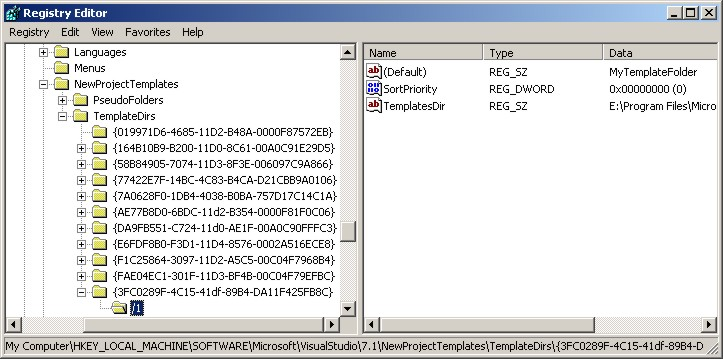 Registry Editor
Registry Edit View Favorites Help
Languages
Menus
NewProjectTemplates
PseudoFolders
TemplateDirs
{019971D6-4685-11D2-B48A-0000F87572EB}
{164B10B9-B200-11D0-8C61-00A0C91E29D5}
{58B84905-7074-11D3-8F3E-006097C9A866}
{77422E7F-14BC-4C83-B4CA-D21CBB9A0106}
{7A0628F0-1DB4-4038-B0BA-757D17C14C1A}
{AE77B8D0-6BDC-11d2-B354-0000F81F0C06}
{DA9FB551-C724-11d0-AE1F-00A0C90FFFC3}
{E6FDF8B0-F3D1-11D4-8576-0002A516ECE8}
{F1C25864-3097-11D2-A5C5-00C04F7968B4}
{FAE04EC1-301F-11D3-BF4B-00C04F79EFBC}
{3FC0289F-4C15-41df-89B4-DA11F425FB8C}
/1
Name Type Data
(Default) REG_SZ MyTemplateFolder
SortPriority REG_DWORD 0x00000000 (0)
TemplatesDir REG_SZ E:\Program Files\Micro
My Computer\HKEY_LOCAL_MACHINE\SOFTWARE\Microsoft\VisualStudio\7.1\NewProjectTemplates\TemplateDirs\{3FC0289F-4C15-41df-89B4-D